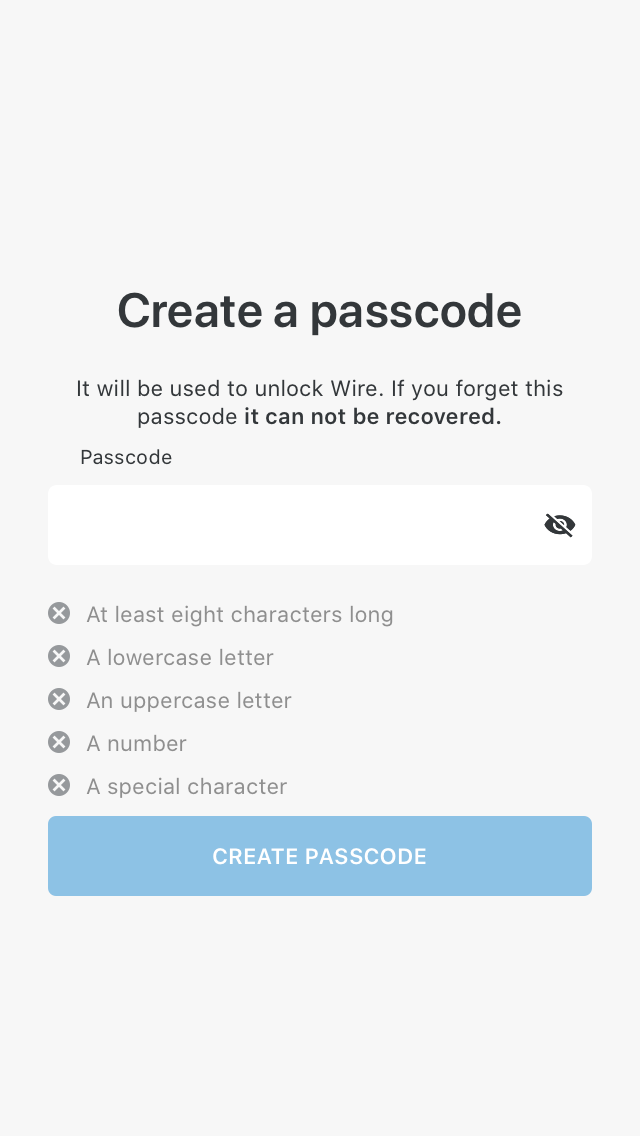 Create a passcode
It will be used to unlock Wire. If you forget this
passcode it can not be recovered.
Passcode
At least eight characters long
A lowercase letter
An uppercase letter
A number
A special character
CREATE PASSCODE